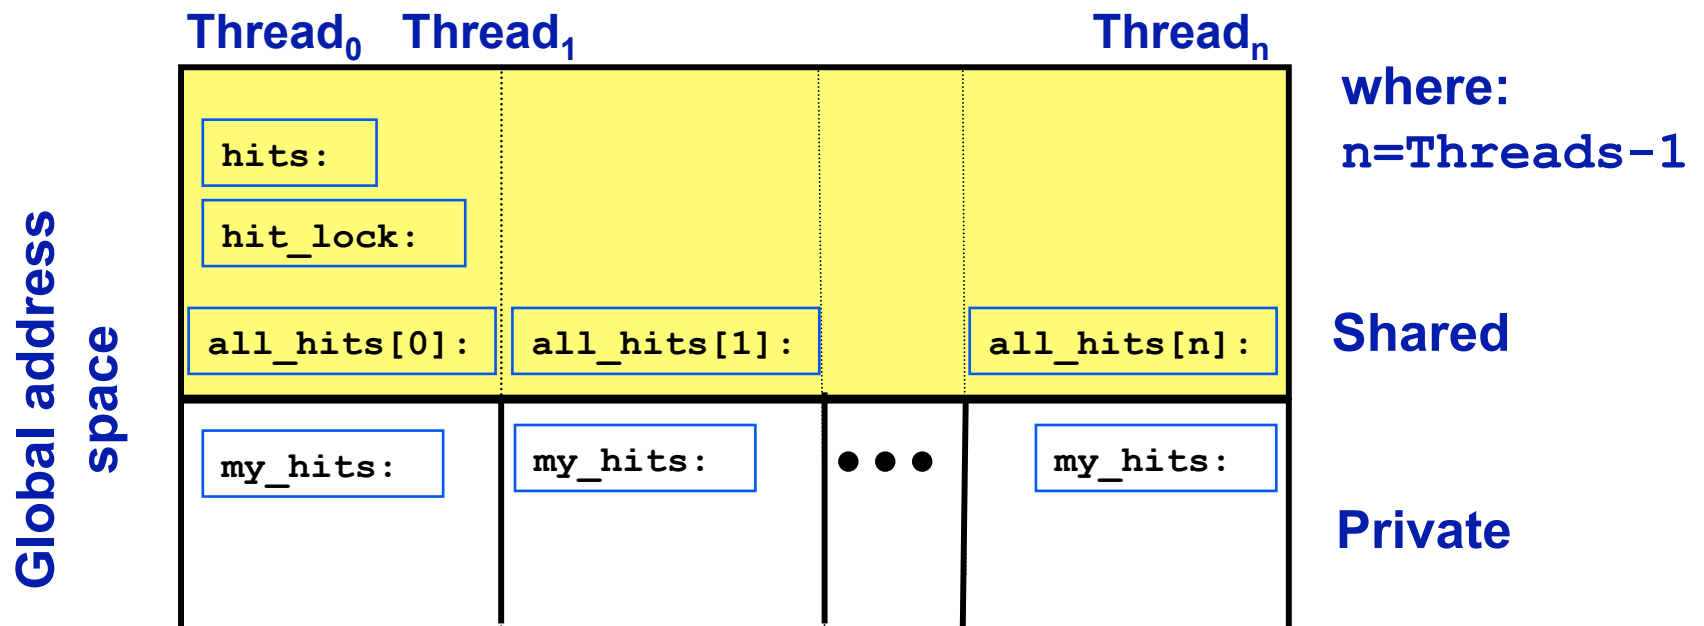 Thread0 Thread1 Threadn
where:
n=Threads-1
hits:
hit_lock:
all_hits[0]: all_hits[1]: all_hits[n]:
Shared
my_hits: my_hits: ●●● my_hits:
Private
Global address
space